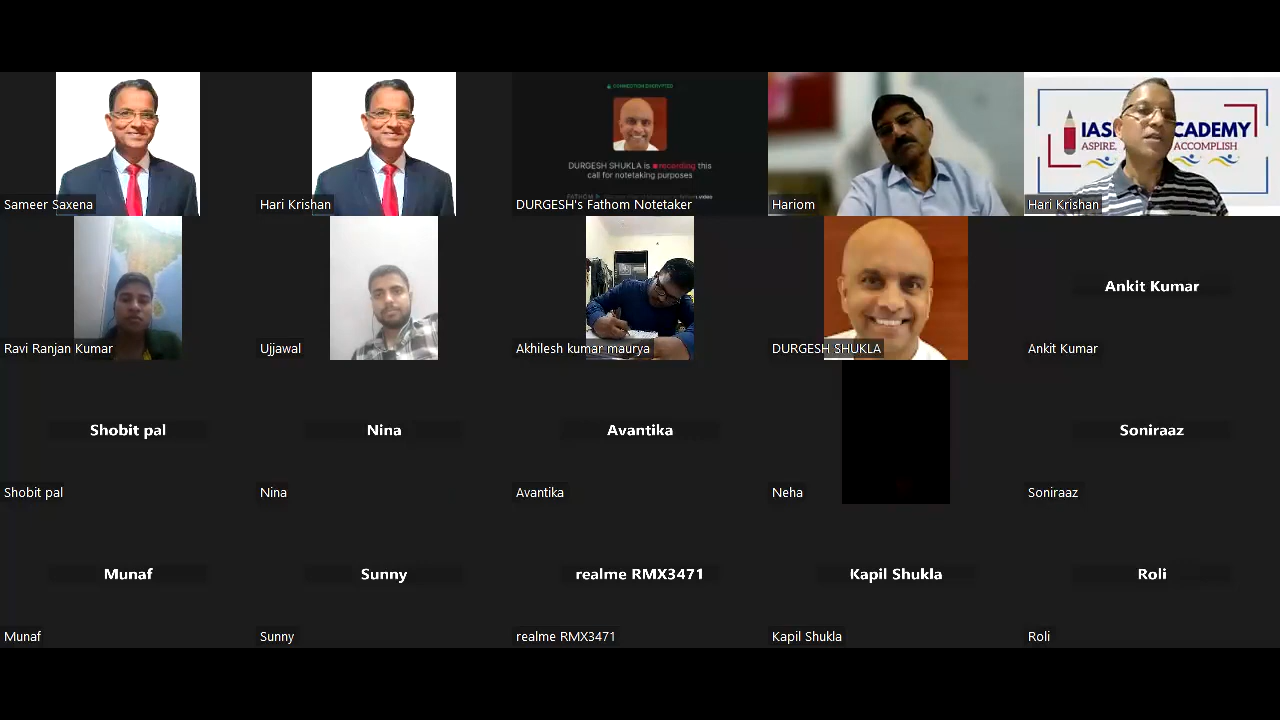 Sameer Saxena
Hari Krishan
CONNECTION ENCRYPTED
DURGESH SHUKLA is recording this
call for notetaking purposes
DURGESH's Fathom Notetaker
Hariom
ASPIRE,
ACCOMPLISH
Hari Krishan
Ravi Ranjan Kumar
Ujjawal
Akhilesh kumar maurya
DURGESH SHUKLA
Ankit Kumar
Ankit Kumar
Shobit pal
Shobit pal
Nina
Nina
Avantika
Avantika
Neha
Soniraaz
Soniraaz
Munaf
Munaf
Sunny
Sunny
realme RMX3471
realme RMX3471
Kapil Shukla
Kapil Shukla
Roli
Roli